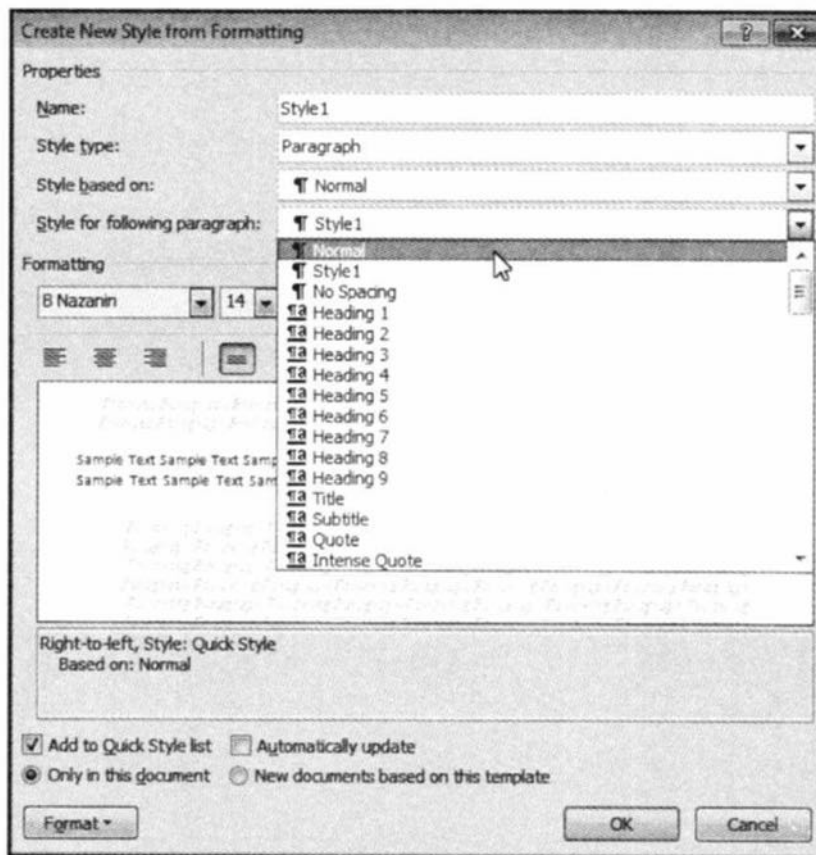 Create New Style from Formatting
Properties
Name: Style1
Style type: Paragraph
Style based on: ¶ Normal
Style for following paragraph: ¶ Style1
¶ Normal
Formatting
¶ Style1
B Nazanin 14
¶ No Spacing
¶a Heading 1
¶a Heading 2
¶a Heading 3
¶a Heading 4
¶a Heading 5
¶a Heading 6
¶a Heading 7
Sample Text Sample Text Samp
¶a Heading 8
Sample Text Sample Text Sam
¶a Heading 9
¶a Title
¶a Subtitle
¶a Quote
¶a Intense Quote
Right-to-left, Style: Quick Style
Based on: Normal
Add to Quick Style list Automatically update
Only in this document New documents based on this template
Format OK Cancel